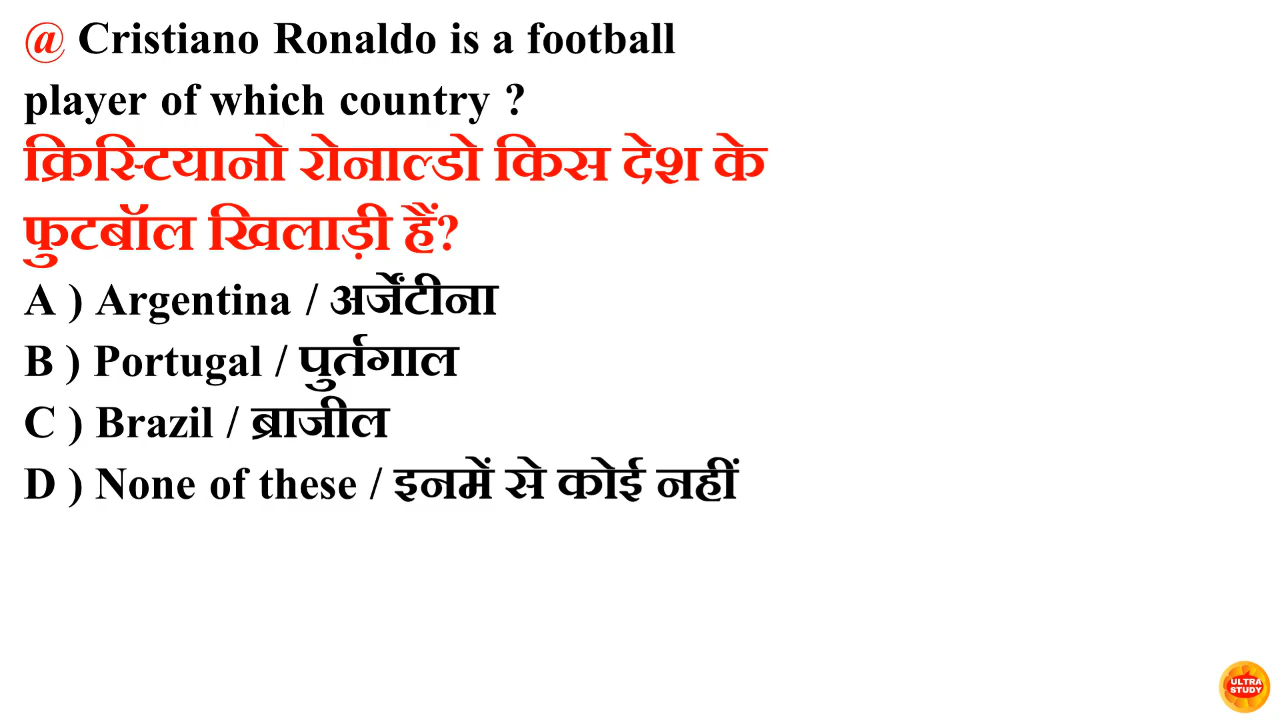 @ Cristiano Ronaldo is a football
player of which country ?
क्रिस्टियानो रोनाल्डो किस देश के
फुटबॉल खिलाड़ी हैं?
A ) Argentina / अर्जेंटीना
B ) Portugal / पुर्तगाल
C ) Brazil / ब्राजील
D ) None of these / इनमें से कोई नहीं
ULTRA
STUDY